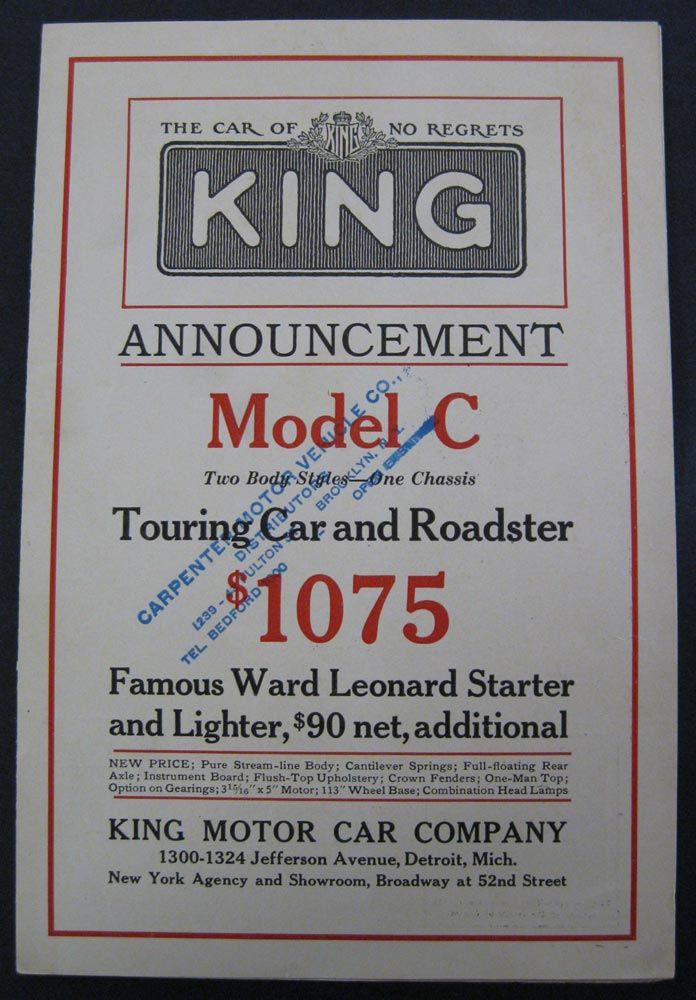 THE CAR OF KING NO REGRETS
KING
ANNOUNCEMENT
Model C
Two Body Styles—One Chassis
Touring Car and Roadster
$1075
Famous Ward Leonard Starter
and Lighter, $90 net, additional
NEW PRICE; Pure Stream-line Body; Cantilever Springs; Full-floating Rear
Axle; Instrument Board; Flush-Top Upholstery; Crown Fenders; One-Man Top;
Option on Gearings; 3 15/16" x 5" Motor; 113" Wheel Base; Combination Head Lamps
KING MOTOR CAR COMPANY
1300-1324 Jefferson Avenue, Detroit, Mich.
New York Agency and Showroom, Broadway at 52nd Street
CARPENTER MOTOR VEHICLE CO.,
DISTRIBUTORS
1239 - FULTON BROOKLYN, N.Y.
TEL. BEDFORD OPEN